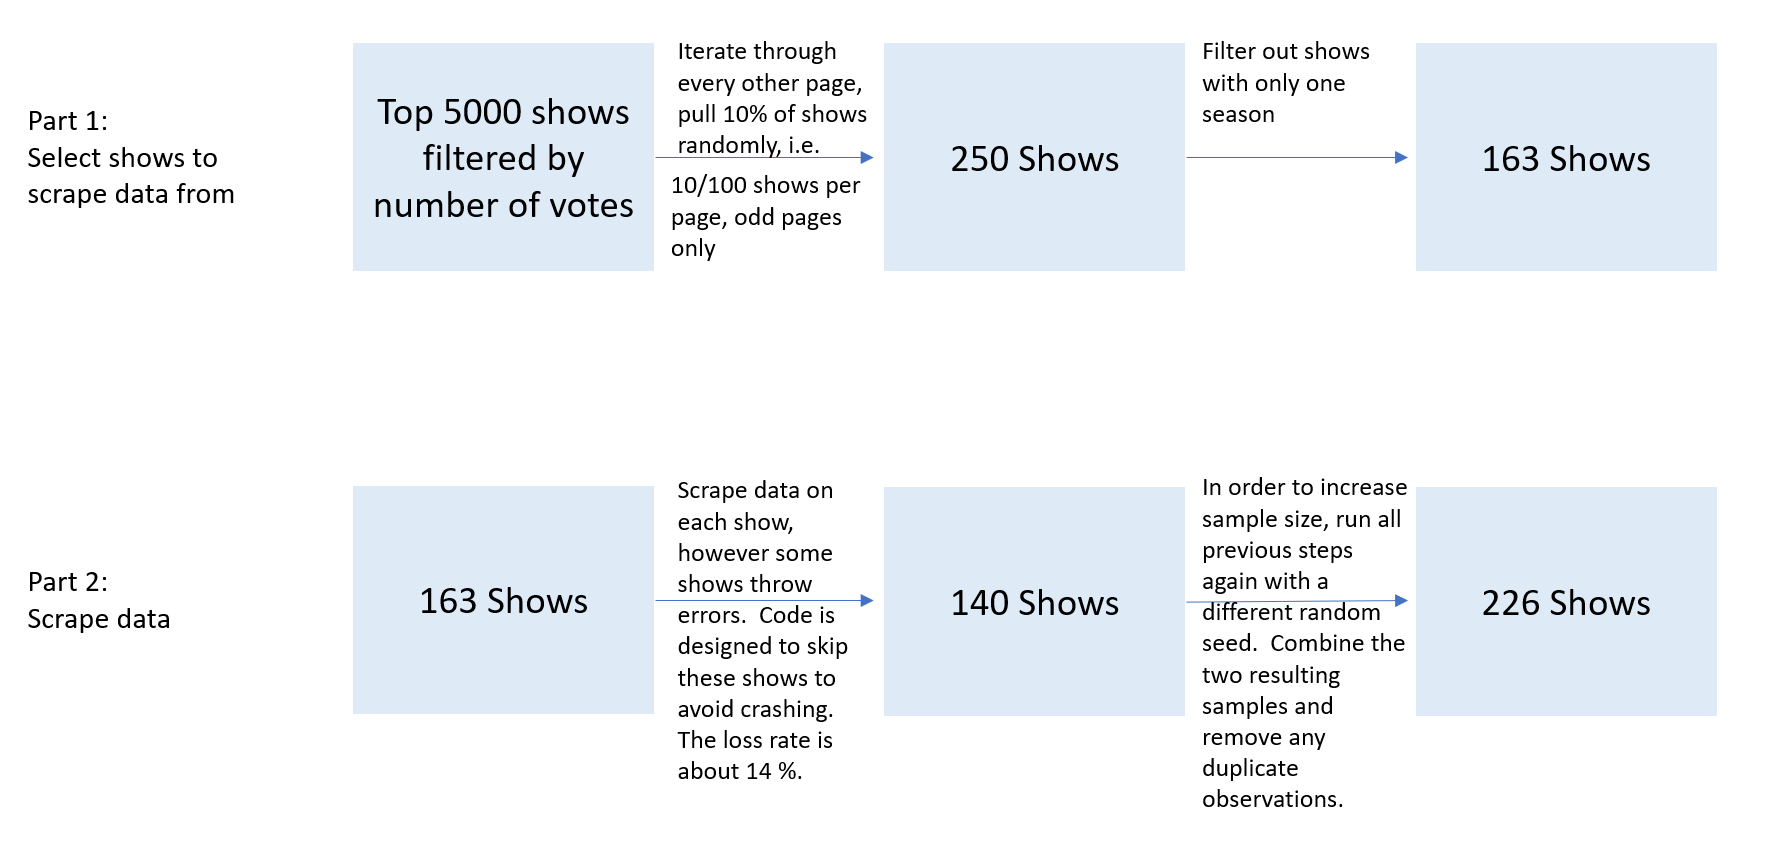 Part 1:
Select shows to
scrape data from
Top 5000 shows
filtered by
number of votes
Iterate through
every other page,
pull 10% of shows
randomly, i.e.
10/100 shows per
page, odd pages
only
250 Shows
Filter out shows
with only one
season
163 Shows
Part 2:
Scrape data
163 Shows
Scrape data on
each show,
however some
shows throw
errors.  Code is
designed to skip
these shows to
avoid crashing.
The loss rate is
about 14 %.
140 Shows
In order to increase
sample size, run all
previous steps
again with a
different random
seed.  Combine the
two resulting
samples and
remove any
duplicate
observations.
226 Shows